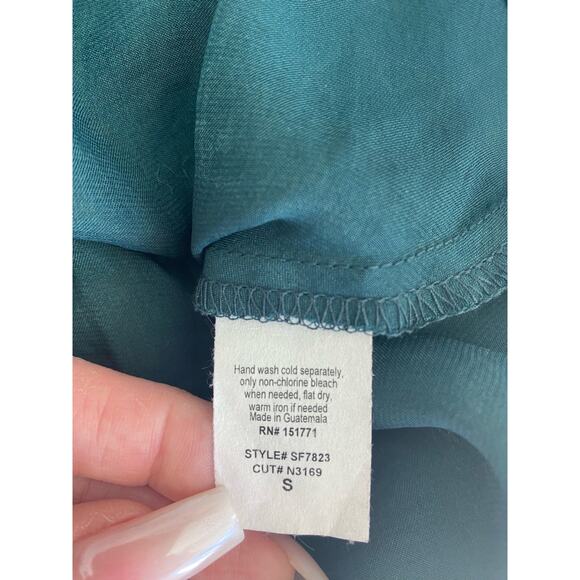 Hand wash cold separately,
only non-chlorine bleach
when needed, flat dry,
warm iron if needed
Made in Guatemala
RN# 151771
STYLE# SF7823
CUT# N3169
S